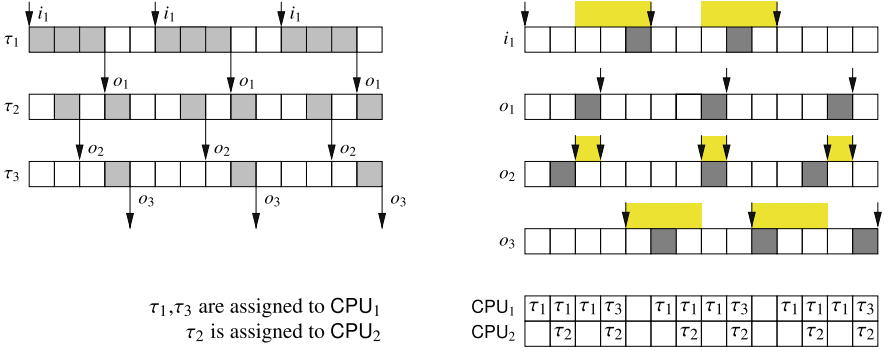 i₁ i₁ i₁
τ₁
o₁ o₁ o₁
τ₂
o₂ o₂ o₂
τ₃
o₃ o₃ o₃
τ₁,τ₃ are assigned to CPU₁
τ₂ is assigned to CPU₂
i₁
o₁
o₂
o₃
CPU₁ τ₁ τ₁ τ₁ τ₃ τ₁ τ₁ τ₁ τ₃ τ₁ τ₁ τ₁ τ₃
CPU₂ τ₂ τ₂ τ₂ τ₂ τ₂ τ₂